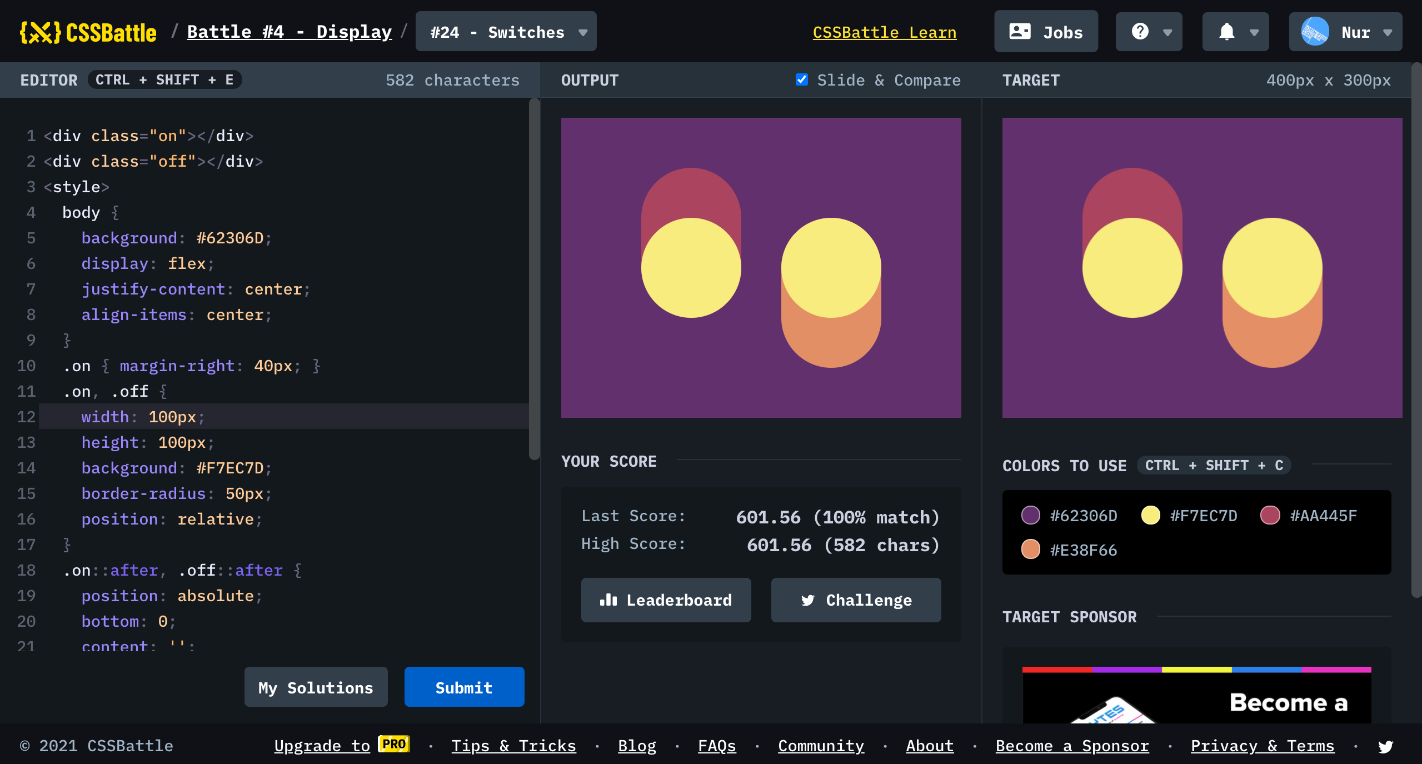 CSSBattle / Battle #4 - Display / #24 - Switches CSSBattle Learn Jobs Nur
EDITOR CTRL + SHIFT + E 582 characters
1 <div class="on"></div>
2 <div class="off"></div>
3 <style>
4 body {
5 background: #62306D;
6 display: flex;
7 justify-content: center;
8 align-items: center;
9 }
10 .on { margin-right: 40px; }
11 .on, .off {
12 width: 100px;
13 height: 100px;
14 background: #F7EC7D;
15 border-radius: 50px;
16 position: relative;
17 }
18 .on::after, .off::after {
19 position: absolute;
20 bottom: 0;
21 content: '';
My Solutions Submit
OUTPUT Slide & Compare
YOUR SCORE
Last Score: 601.56 (100% match)
High Score: 601.56 (582 chars)
Leaderboard Challenge
TARGET 400px x 300px
COLORS TO USE CTRL + SHIFT + C
#62306D #F7EC7D #AA445F
#E38F66
TARGET SPONSOR
Become a
© 2021 CSSBattle Upgrade to PRO · Tips & Tricks · Blog · FAQs · Community · About · Become a Sponsor · Privacy & Terms ·